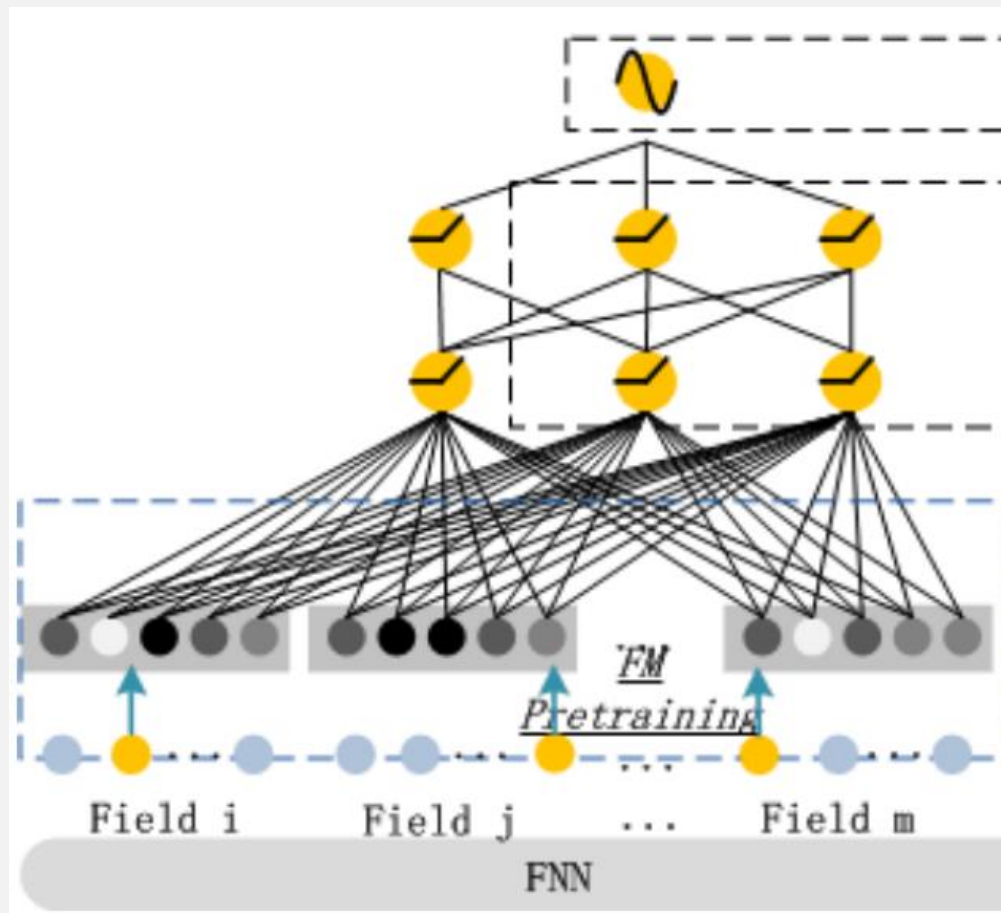 FM
Pretraining
... ... ... ...
Field i Field j ... Field m
FNN